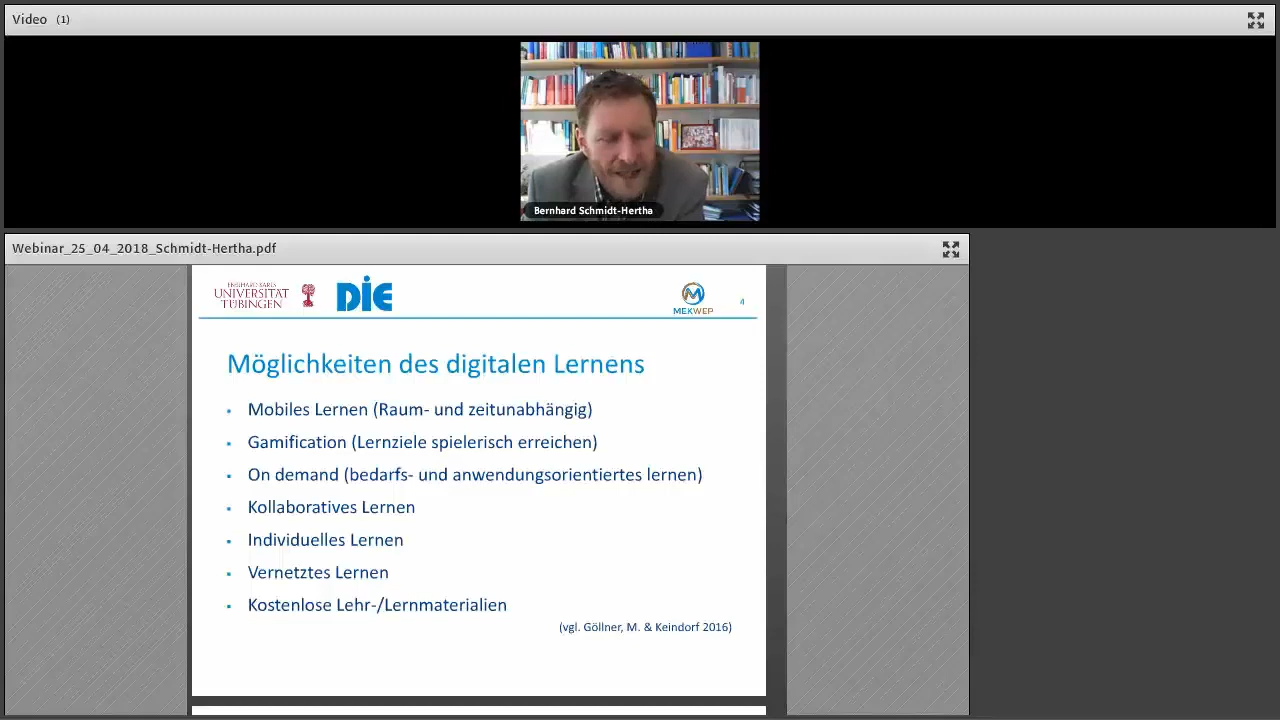 Video (1)
Bernhard Schmidt-Hertha
Webinar_25_04_2018_Schmidt-Hertha.pdf
EBERHARD KARLS
UNIVERSITÄT
TÜBINGEN
DIE
MEKWEP
4
Möglichkeiten des digitalen Lernens
▪ Mobiles Lernen (Raum- und zeitunabhängig)
▪ Gamification (Lernziele spielerisch erreichen)
▪ On demand (bedarfs- und anwendungsorientiertes lernen)
▪ Kollaboratives Lernen
▪ Individuelles Lernen
▪ Vernetztes Lernen
▪ Kostenlose Lehr-/Lernmaterialien
(vgl. Göllner, M. & Keindorf 2016)